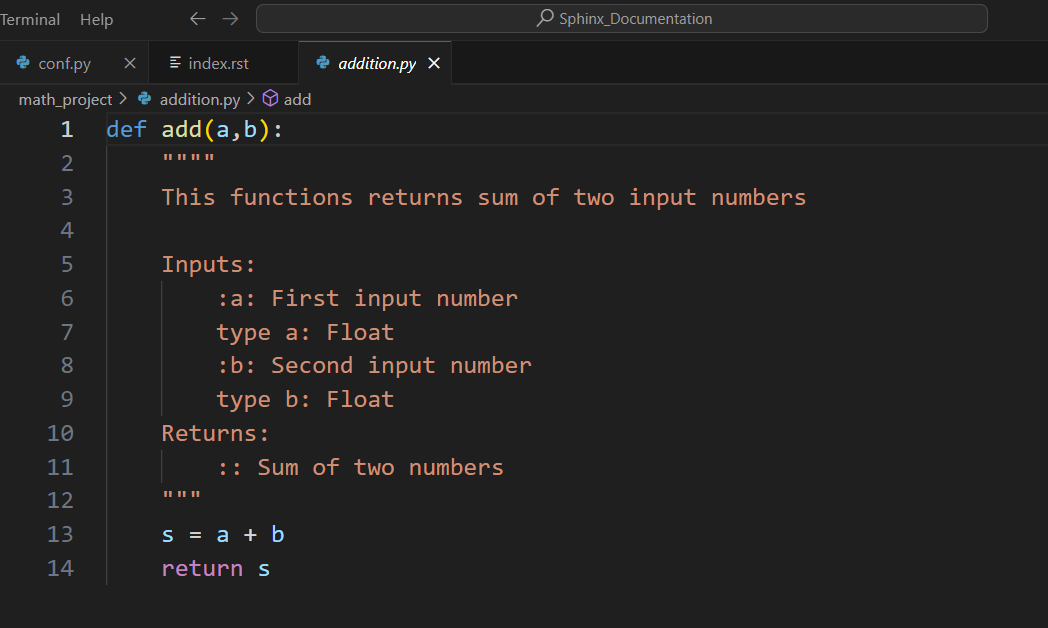 Terminal Help ← → Sphinx_Documentation
conf.py × index.rst addition.py ×
math_project > addition.py > add
1 def add(a,b):
2     """"
3     This functions returns sum of two input numbers
4
5     Inputs:
6         :a: First input number
7         type a: Float
8         :b: Second input number
9         type b: Float
10     Returns:
11         :: Sum of two numbers
12     """
13     s = a + b
14     return s